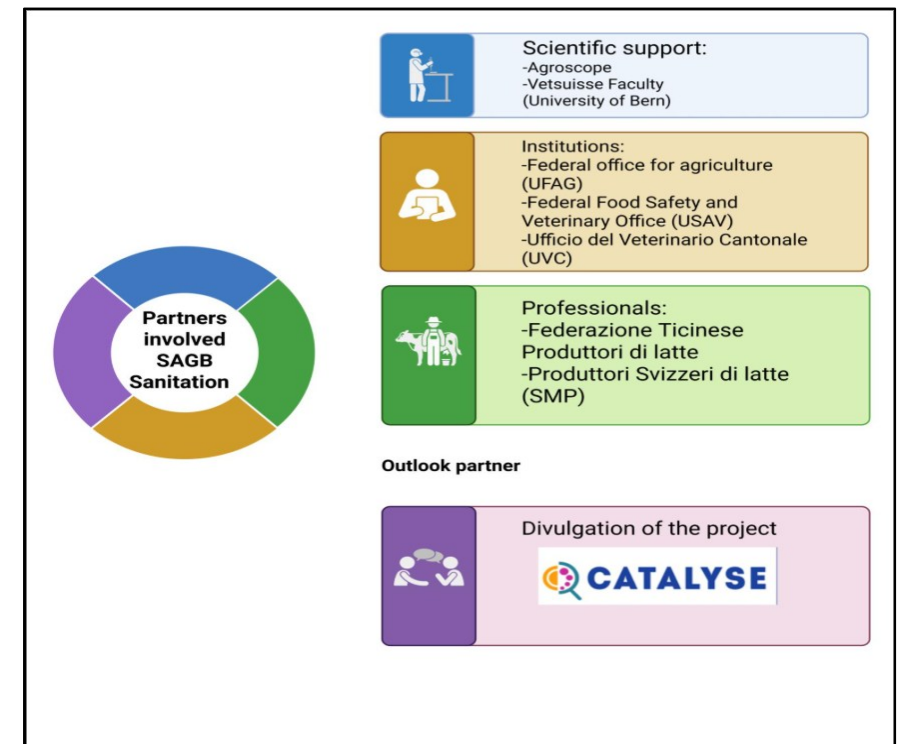 Partners
involved
SAGB
Sanitation
Scientific support:
-Agroscope
-Vetsuisse Faculty
(University of Bern)
Institutions:
-Federal office for agriculture
(UFAG)
-Federal Food Safety and
Veterinary Office (USAV)
-Ufficio del Veterinario Cantonale
(UVC)
Professionals:
-Federazione Ticinese
Produttori di latte
-Produttori Svizzeri di latte
(SMP)
Outlook partner
Divulgation of the project
CATALYSE